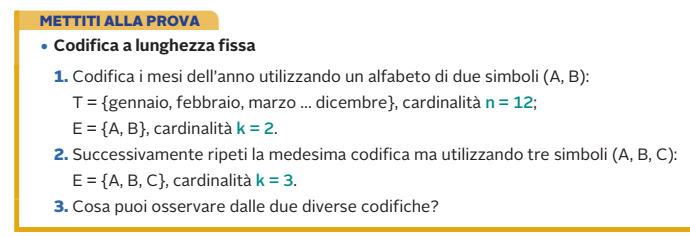 METTITI ALLA PROVA
• Codifica a lunghezza fissa
1. Codifica i mesi dell'anno utilizzando un alfabeto di due simboli (A, B):
T = {gennaio, febbraio, marzo ... dicembre}, cardinalità n = 12;
E = {A, B}, cardinalità k = 2.
2. Successivamente ripeti la medesima codifica ma utilizzando tre simboli (A, B, C):
E = {A, B, C}, cardinalità k = 3.
3. Cosa puoi osservare dalle due diverse codifiche?